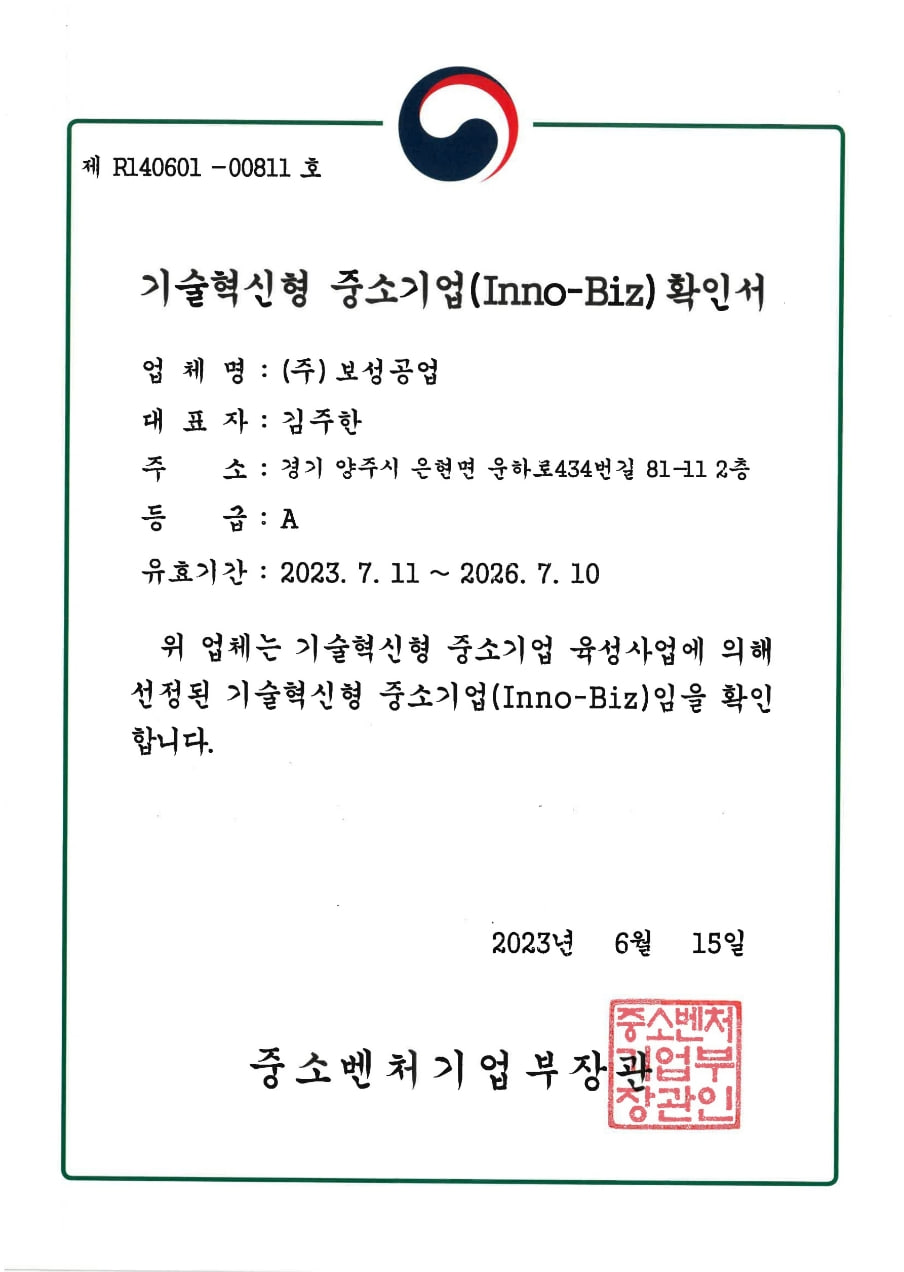 제 R140601 -00811 호
기술혁신형 중소기업(Inno-Biz) 확인서
업 체 명 : (주) 보성공업
대 표 자 : 김주한
주 소 : 경기 양주시 은현면 운하로434번길 81-11 2층
등 급 : A
유효기간 : 2023. 7. 11 ~ 2026. 7. 10
위 업체는 기술혁신형 중소기업 육성사업에 의해
선정된 기술혁신형 중소기업(Inno-Biz)임을 확인
합니다.
2023년 6월 15일
중소벤처기업부장관
중소벤처
기업부
장관인